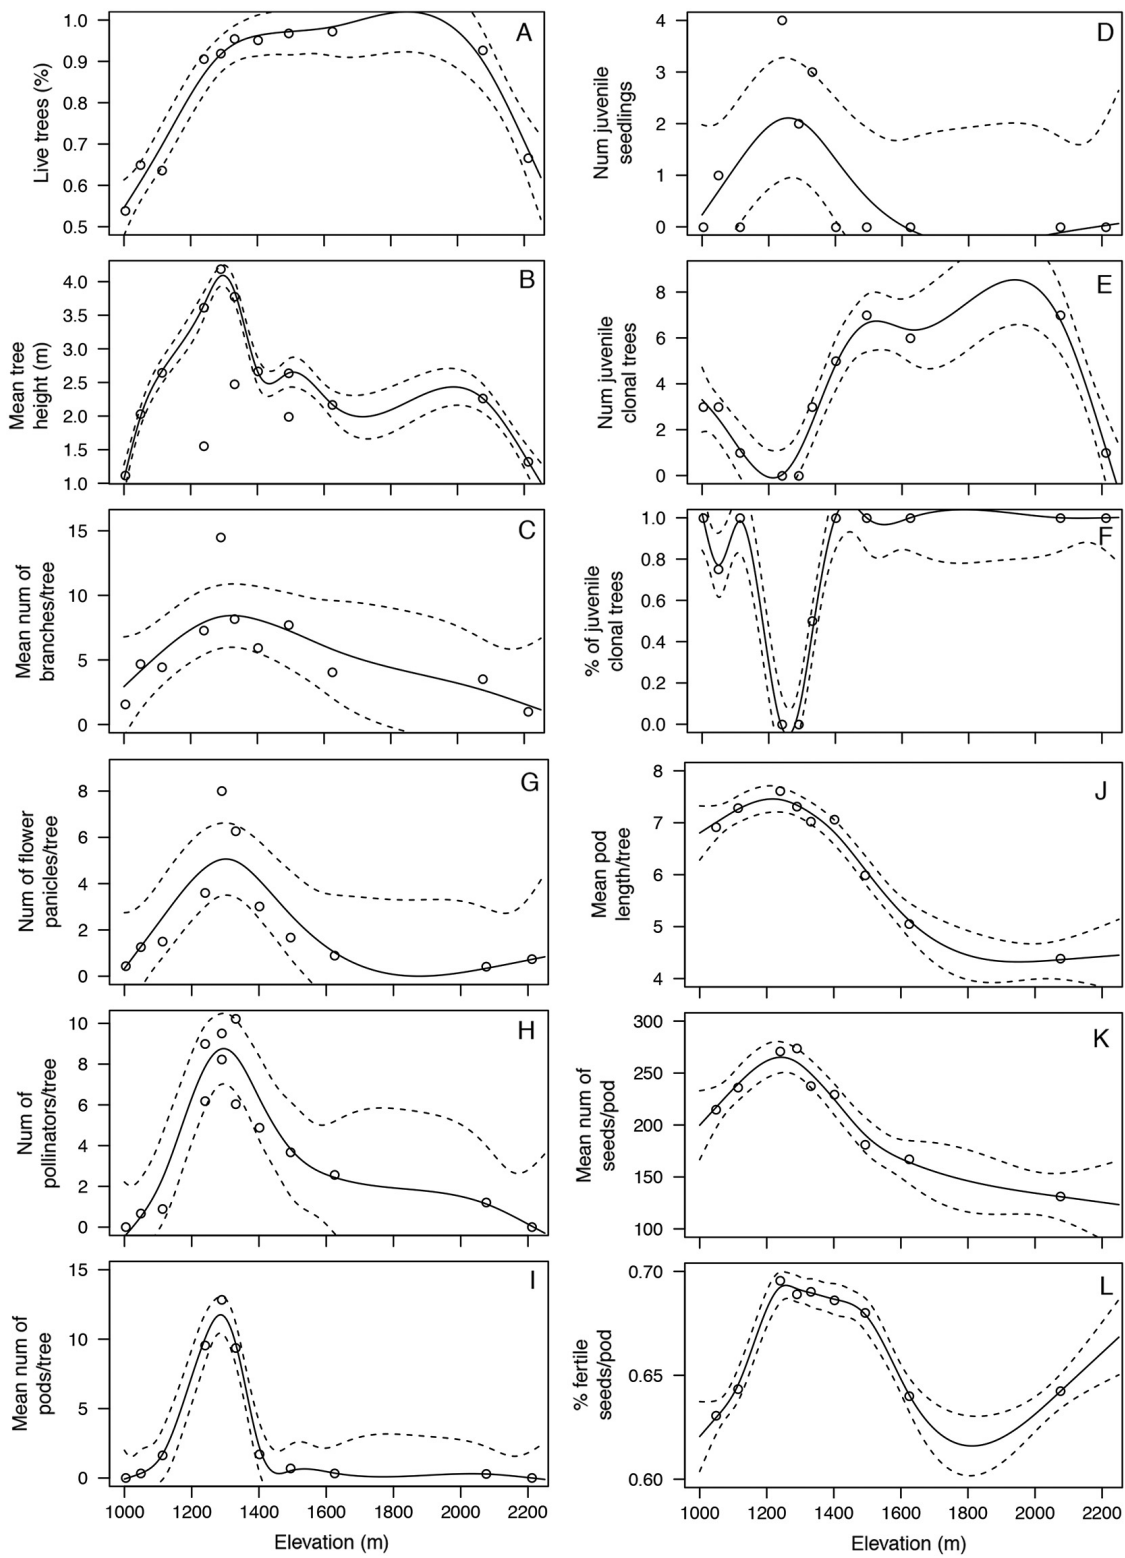 A
Live trees (%)
1.0
0.9
0.8
0.7
0.6
0.5
D
Num juvenile
seedlings
4
3
2
1
0
B
Mean tree
height (m)
4.0
3.5
3.0
2.5
2.0
1.5
1.0
E
Num juvenile
clonal trees
8
6
4
2
0
C
Mean num of
branches/tree
15
10
5
0
F
% of juvenile
clonal trees
1.0
0.8
0.6
0.4
0.2
0.0
G
Num of flower
panicles/tree
8
6
4
2
0
J
Mean pod
length/tree
8
7
6
5
4
H
Num of
pollinators/tree
10
8
6
4
2
0
K
Mean num of
seeds/pod
300
250
200
150
100
I
Mean num of
pods/tree
15
10
5
0
L
% fertile
seeds/pod
0.70
0.65
0.60
1000 1200 1400 1600 1800 2000 2200
Elevation (m)
1000 1200 1400 1600 1800 2000 2200
Elevation (m)